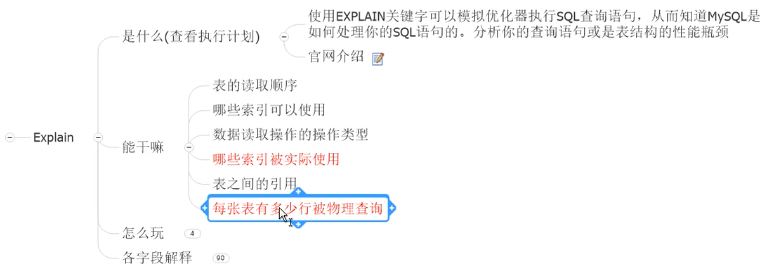 使用EXPLAIN关键字可以模拟优化器执行SQL查询语句，从而知道MySQL是
如何处理你的SQL语句的。分析你的查询语句或是表结构的性能瓶颈
是什么(查看执行计划)
官网介绍
表的读取顺序
哪些索引可以使用
数据读取操作的操作类型
Explain
能干嘛
哪些索引被实际使用
表之间的引用
每张表有多少行被物理查询
怎么玩 4
各字段解释 90